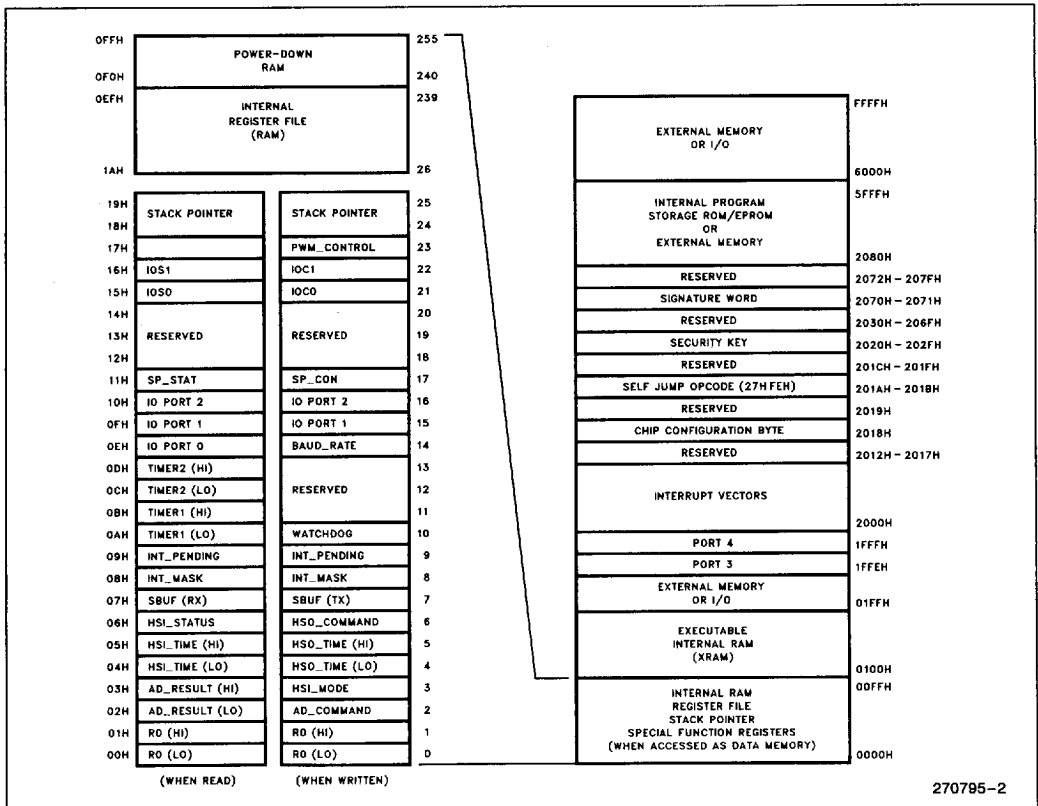 0FFH 255
POWER-DOWN
RAM
0F0H 240
0EFH 239
INTERNAL
REGISTER FILE
(RAM)
1AH 26
19H STACK POINTER STACK POINTER 25
18H 24
17H PWM_CONTROL 23
16H IOS1 IOC1 22
15H IOS0 IOC0 21
14H 20
13H RESERVED RESERVED 19
12H 18
11H SP_STAT SP_CON 17
10H IO PORT 2 IO PORT 2 16
0FH IO PORT 1 IO PORT 1 15
0EH IO PORT 0 BAUD_RATE 14
0DH TIMER2 (HI) 13
0CH TIMER2 (LO) RESERVED 12
0BH TIMER1 (HI) 11
0AH TIMER1 (LO) WATCHDOG 10
09H INT_PENDING INT_PENDING 9
08H INT_MASK INT_MASK 8
07H SBUF (RX) SBUF (TX) 7
06H HSI_STATUS HSO_COMMAND 6
05H HSI_TIME (HI) HSO_TIME (HI) 5
04H HSI_TIME (LO) HSO_TIME (LO) 4
03H AD_RESULT (HI) HSI_MODE 3
02H AD_RESULT (LO) AD_COMMAND 2
01H R0 (HI) R0 (HI) 1
00H R0 (LO) R0 (LO) 0
(WHEN READ) (WHEN WRITTEN)
FFFFH
EXTERNAL MEMORY
OR I/O
6000H
5FFFH
INTERNAL PROGRAM
STORAGE ROM/EPROM
OR
EXTERNAL MEMORY
2080H
RESERVED 2072H – 207FH
SIGNATURE WORD 2070H – 2071H
RESERVED 2030H – 206FH
SECURITY KEY 2020H – 202FH
RESERVED 201CH – 201FH
SELF JUMP OPCODE (27H FEH) 201AH – 201BH
RESERVED 2019H
CHIP CONFIGURATION BYTE 2018H
RESERVED 2012H – 2017H
INTERRUPT VECTORS
2000H
PORT 4 1FFFH
PORT 3 1FFEH
EXTERNAL MEMORY
OR I/O 01FFH
EXECUTABLE
INTERNAL RAM
(XRAM)
0100H
00FFH
INTERNAL RAM
REGISTER FILE
STACK POINTER
SPECIAL FUNCTION REGISTERS
(WHEN ACCESSED AS DATA MEMORY)
0000H
270795–2